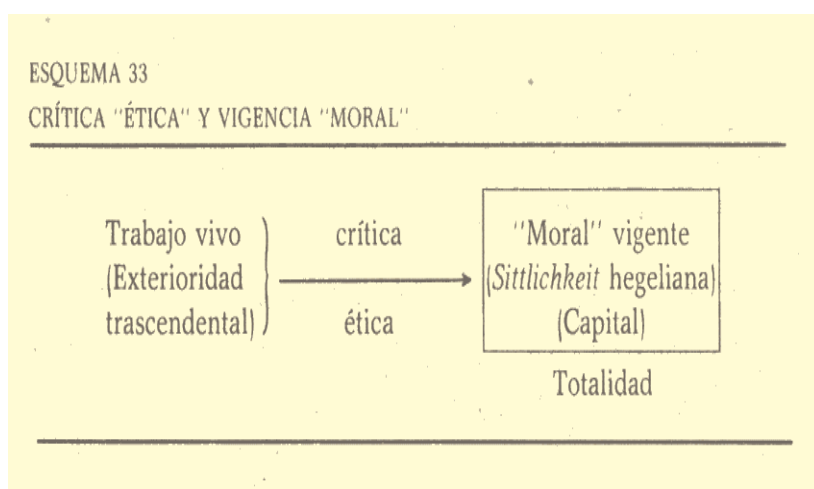 ESQUEMA 33
CRÍTICA "ÉTICA" Y VIGENCIA "MORAL"
Trabajo vivo
(Exterioridad
trascendental)
crítica
ética
"Moral" vigente
(Sittlichkeit hegeliana)
(Capital)
Totalidad